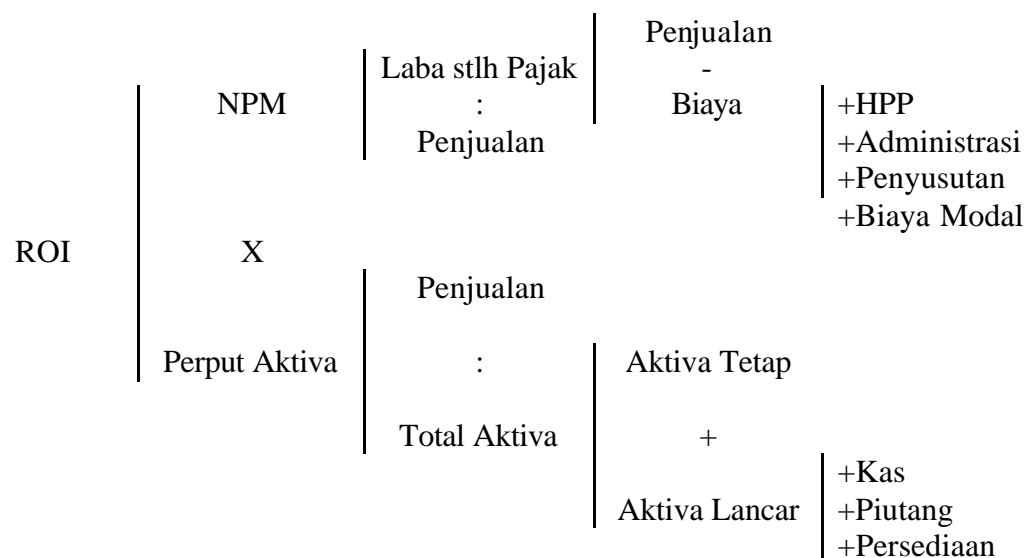 Penjualan
Laba stlh Pajak -
NPM : Biaya +HPP
Penjualan +Administrasi
+Penyusutan
+Biaya Modal
ROI X
Penjualan
Perput Aktiva : Aktiva Tetap
Total Aktiva +
+Kas
Aktiva Lancar +Piutang
+Persediaan